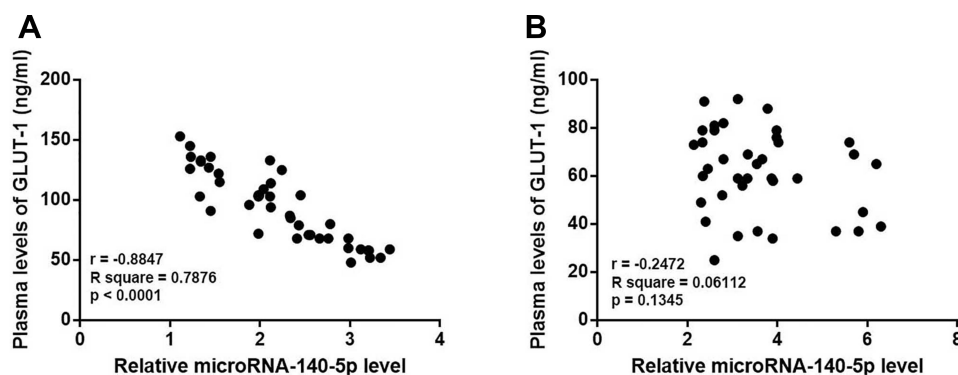 A
Plasma levels of GLUT-1 (ng/ml)
200
150
100
50
0
r = -0.8847
R square = 0.7876
p < 0.0001
0 1 2 3 4
Relative microRNA-140-5p level
B
Plasma levels of GLUT-1 (ng/ml)
100
80
60
40
20
0
r = -0.2472
R square = 0.06112
p = 0.1345
0 2 4 6 8
Relative microRNA-140-5p level